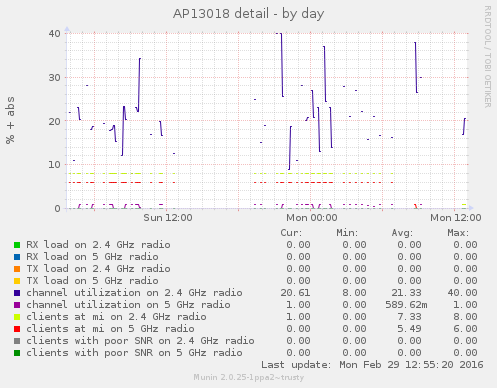 AP13018 detail - by day
RRDTOOL / TOBI OETIKER
% + abs
40
30
20
10
0
Sun 12:00 Mon 00:00 Mon 12:00
Cur: Min: Avg: Max:
RX load on 2.4 GHz radio 0.00 0.00 0.00 0.00
RX load on 5 GHz radio 0.00 0.00 0.00 0.00
TX load on 2.4 GHz radio 0.00 0.00 0.00 0.00
TX load on 5 GHz radio 0.00 0.00 0.00 0.00
channel utilization on 2.4 GHz radio 20.61 8.00 21.33 40.00
channel utilization on 5 GHz radio 1.00 0.00 589.62m 1.00
clients at mi on 2.4 GHz radio 1.00 0.00 7.33 8.00
clients at mi on 5 GHz radio 0.00 0.00 5.49 6.00
clients with poor SNR on 2.4 GHz radio 0.00 0.00 0.00 0.00
clients with poor SNR on 5 GHz radio 0.00 0.00 0.00 0.00
Last update: Mon Feb 29 12:55:20 2016
Munin 2.0.25-1ppa2~trusty